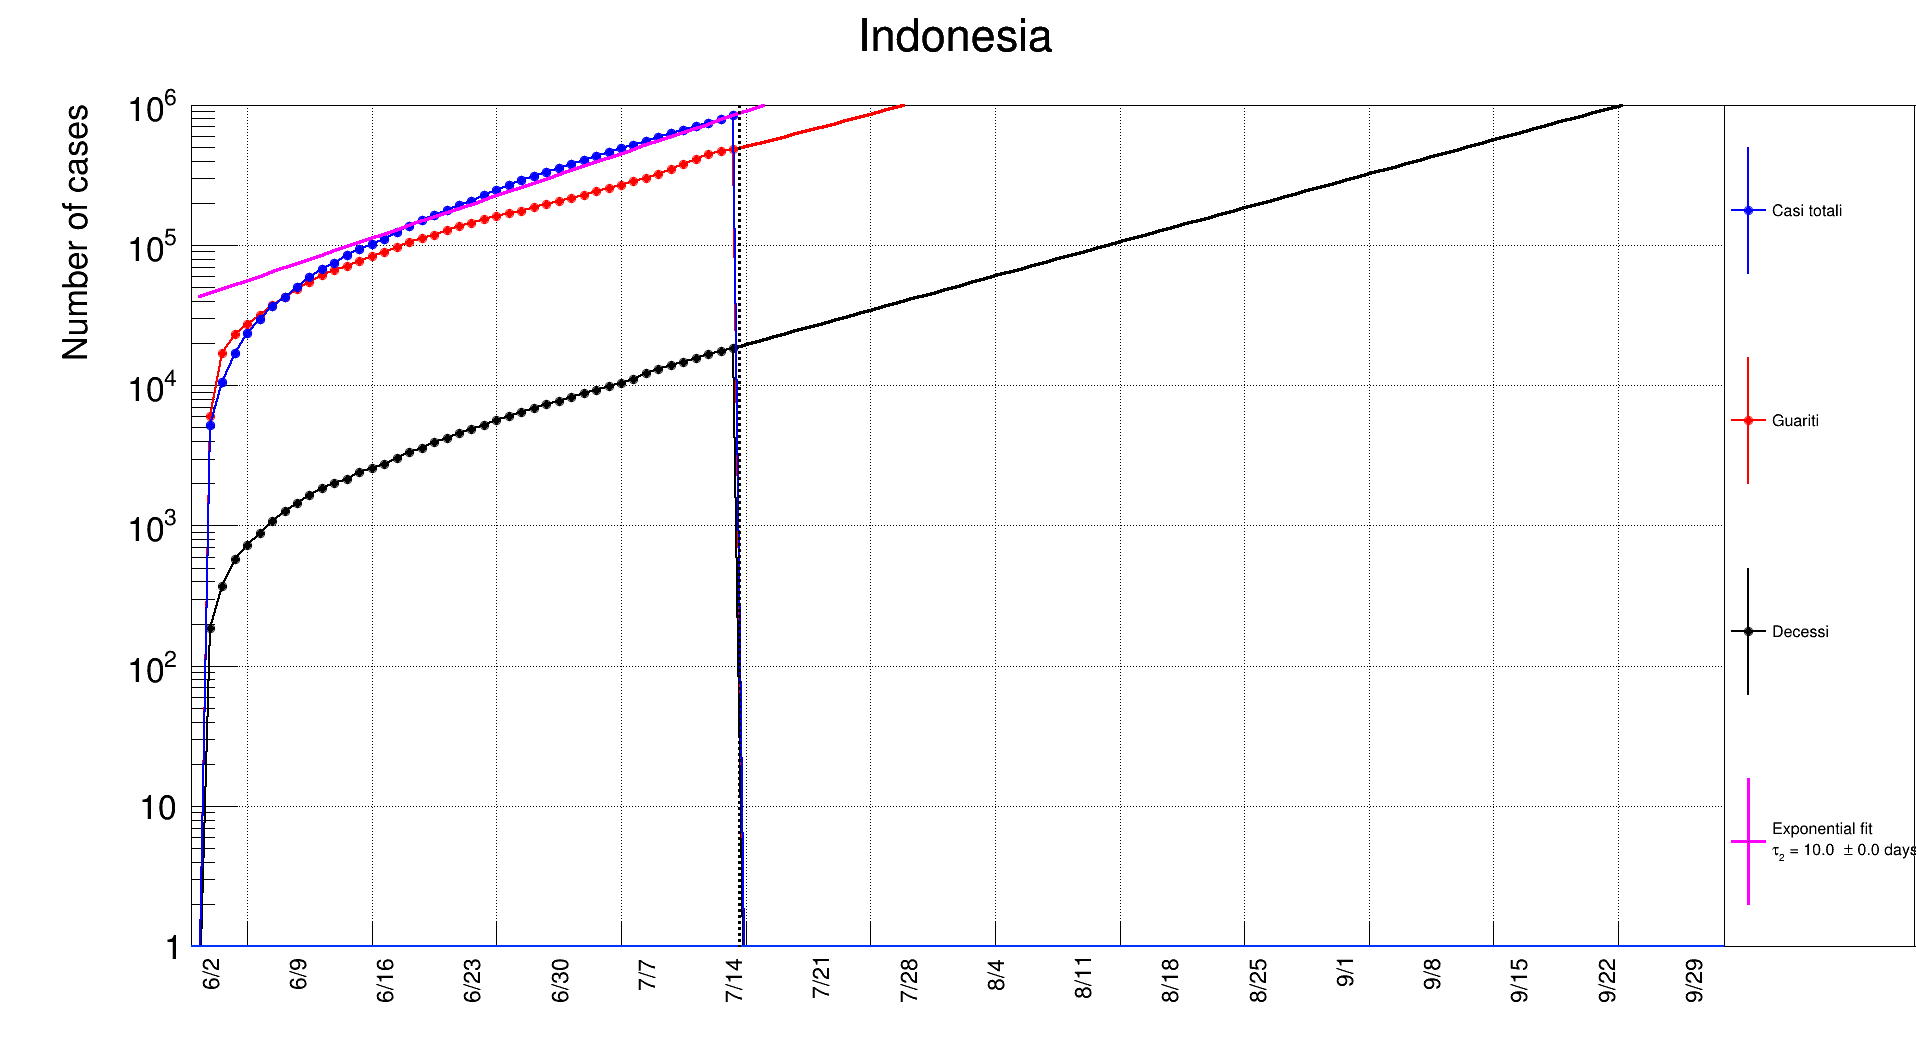 Indonesia
Number of cases
10^6
10^5
10^4
10^3
10^2
10
1
6/2 6/9 6/16 6/23 6/30 7/7 7/14 7/21 7/28 8/4 8/11 8/18 8/25 9/1 9/8 9/15 9/22 9/29
Casi totali
Guariti
Decessi
Exponential fit
τ_2 = 10.0 ± 0.0 days